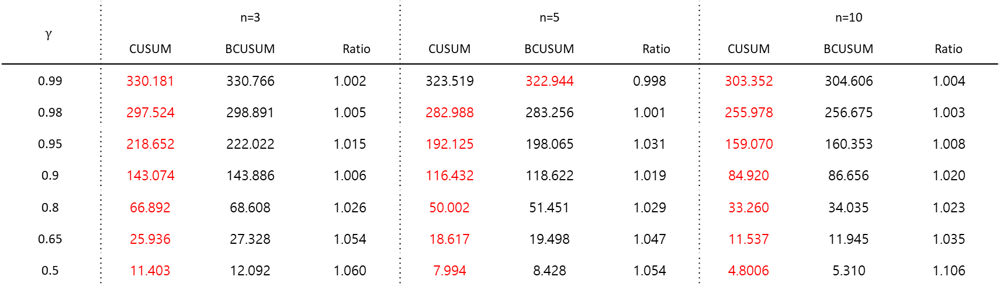 γ n=3 n=5 n=10
CUSUM BCUSUM Ratio CUSUM BCUSUM Ratio CUSUM BCUSUM Ratio
0.99 330.181 330.766 1.002 323.519 322.944 0.998 303.352 304.606 1.004
0.98 297.524 298.891 1.005 282.988 283.256 1.001 255.978 256.675 1.003
0.95 218.652 222.022 1.015 192.125 198.065 1.031 159.070 160.353 1.008
0.9 143.074 143.886 1.006 116.432 118.622 1.019 84.920 86.656 1.020
0.8 66.892 68.608 1.026 50.002 51.451 1.029 33.260 34.035 1.023
0.65 25.936 27.328 1.054 18.617 19.498 1.047 11.537 11.945 1.035
0.5 11.403 12.092 1.060 7.994 8.428 1.054 4.8006 5.310 1.106